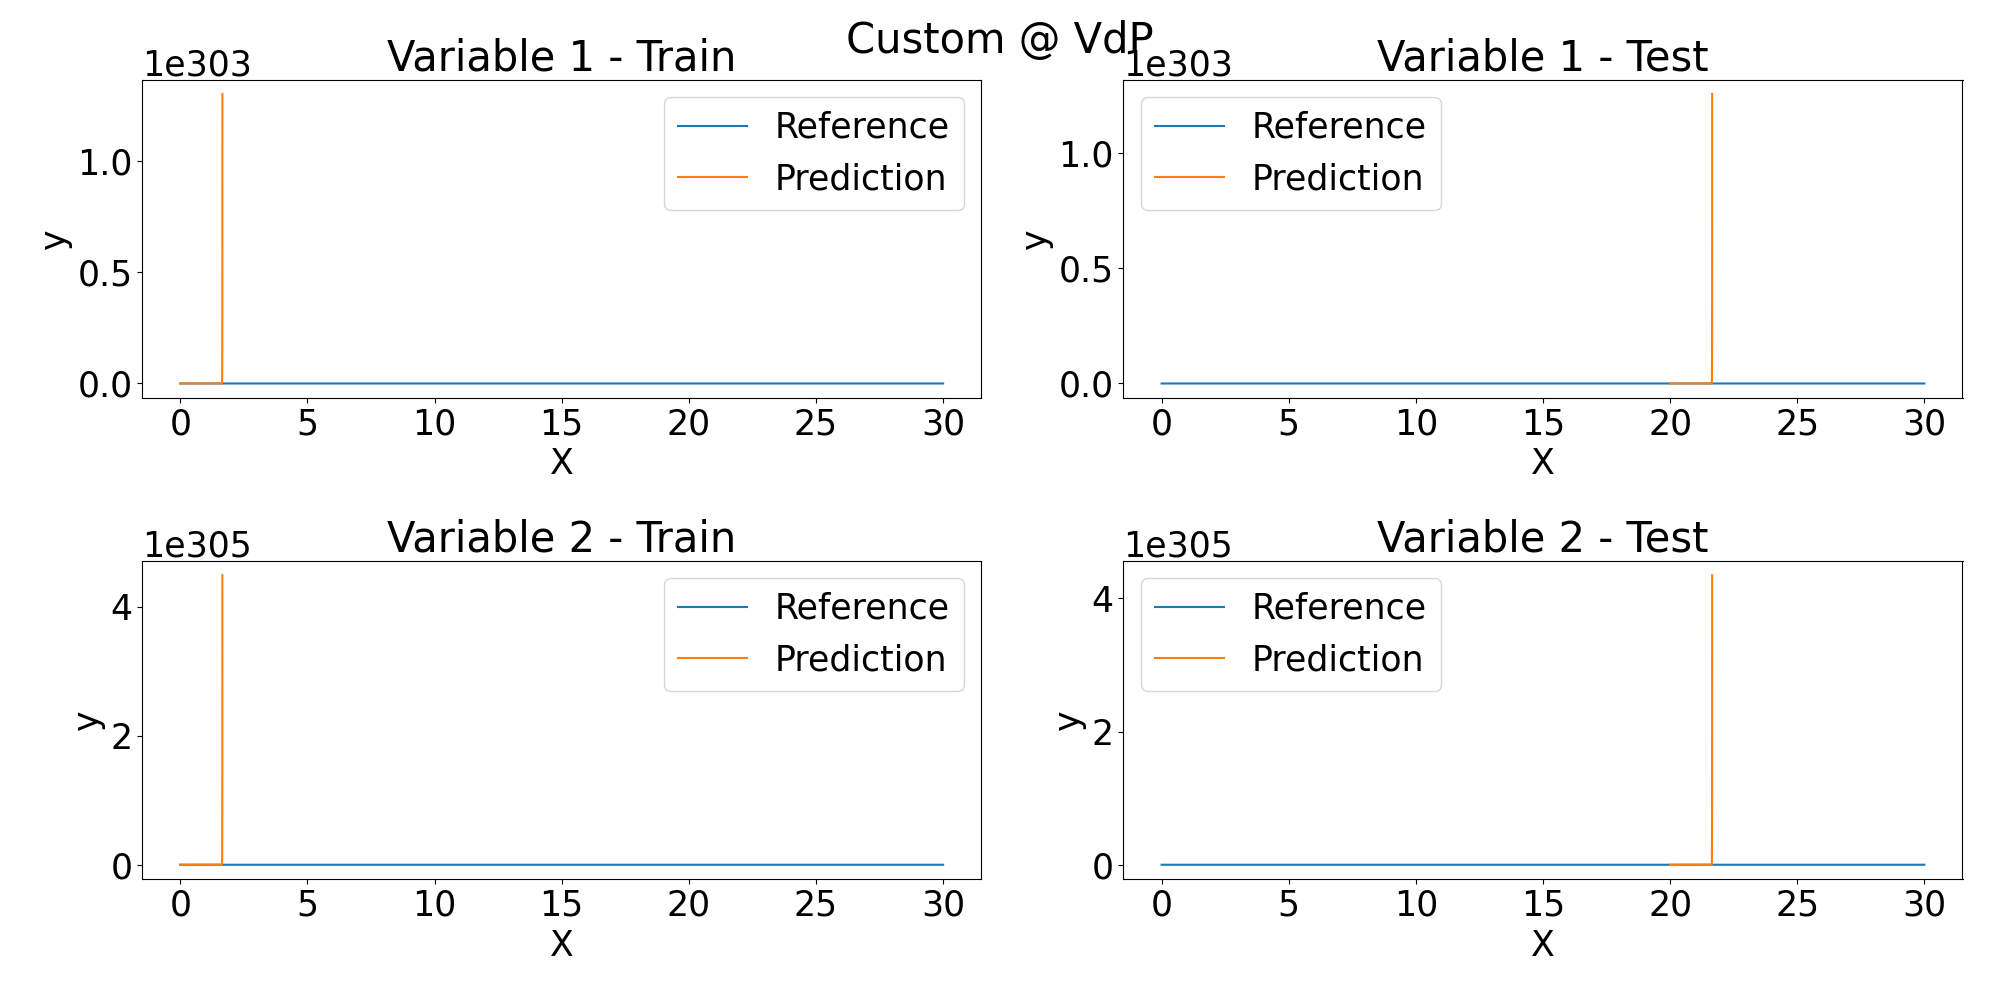 Custom @ VdP
Variable 1 - Train
1e303
Reference
Prediction
y
1.0
0.5
0.0
0 5 10 15 20 25 30
X
Variable 1 - Test
1e303
Reference
Prediction
y
1.0
0.5
0.0
0 5 10 15 20 25 30
X
Variable 2 - Train
1e305
Reference
Prediction
y
4
2
0
0 5 10 15 20 25 30
X
Variable 2 - Test
1e305
Reference
Prediction
y
4
2
0
0 5 10 15 20 25 30
X